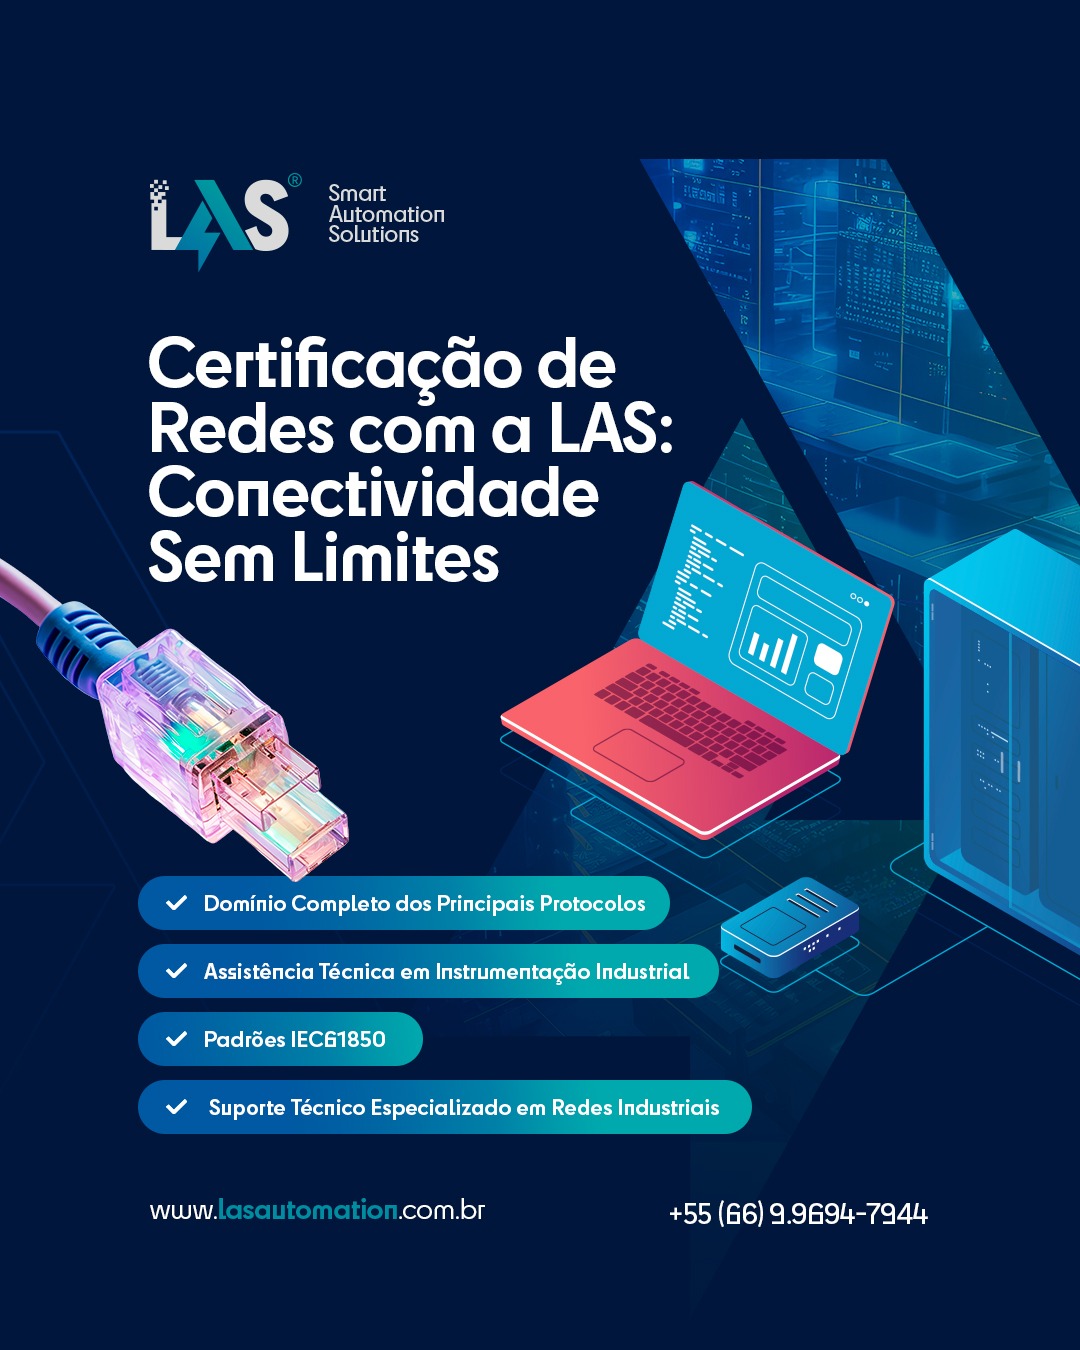 LAS®
Smart
Automation
Solutions
Certificação de
Redes com a LAS:
Conectividade
Sem Limites
Domínio Completo dos Principais Protocolos
Assistência Técnica em Instrumentação Industrial
Padrões IEC61850
Suporte Técnico Especializado em Redes Industriais
www.lasautomation.com.br
+55 (66) 9.9694-7944